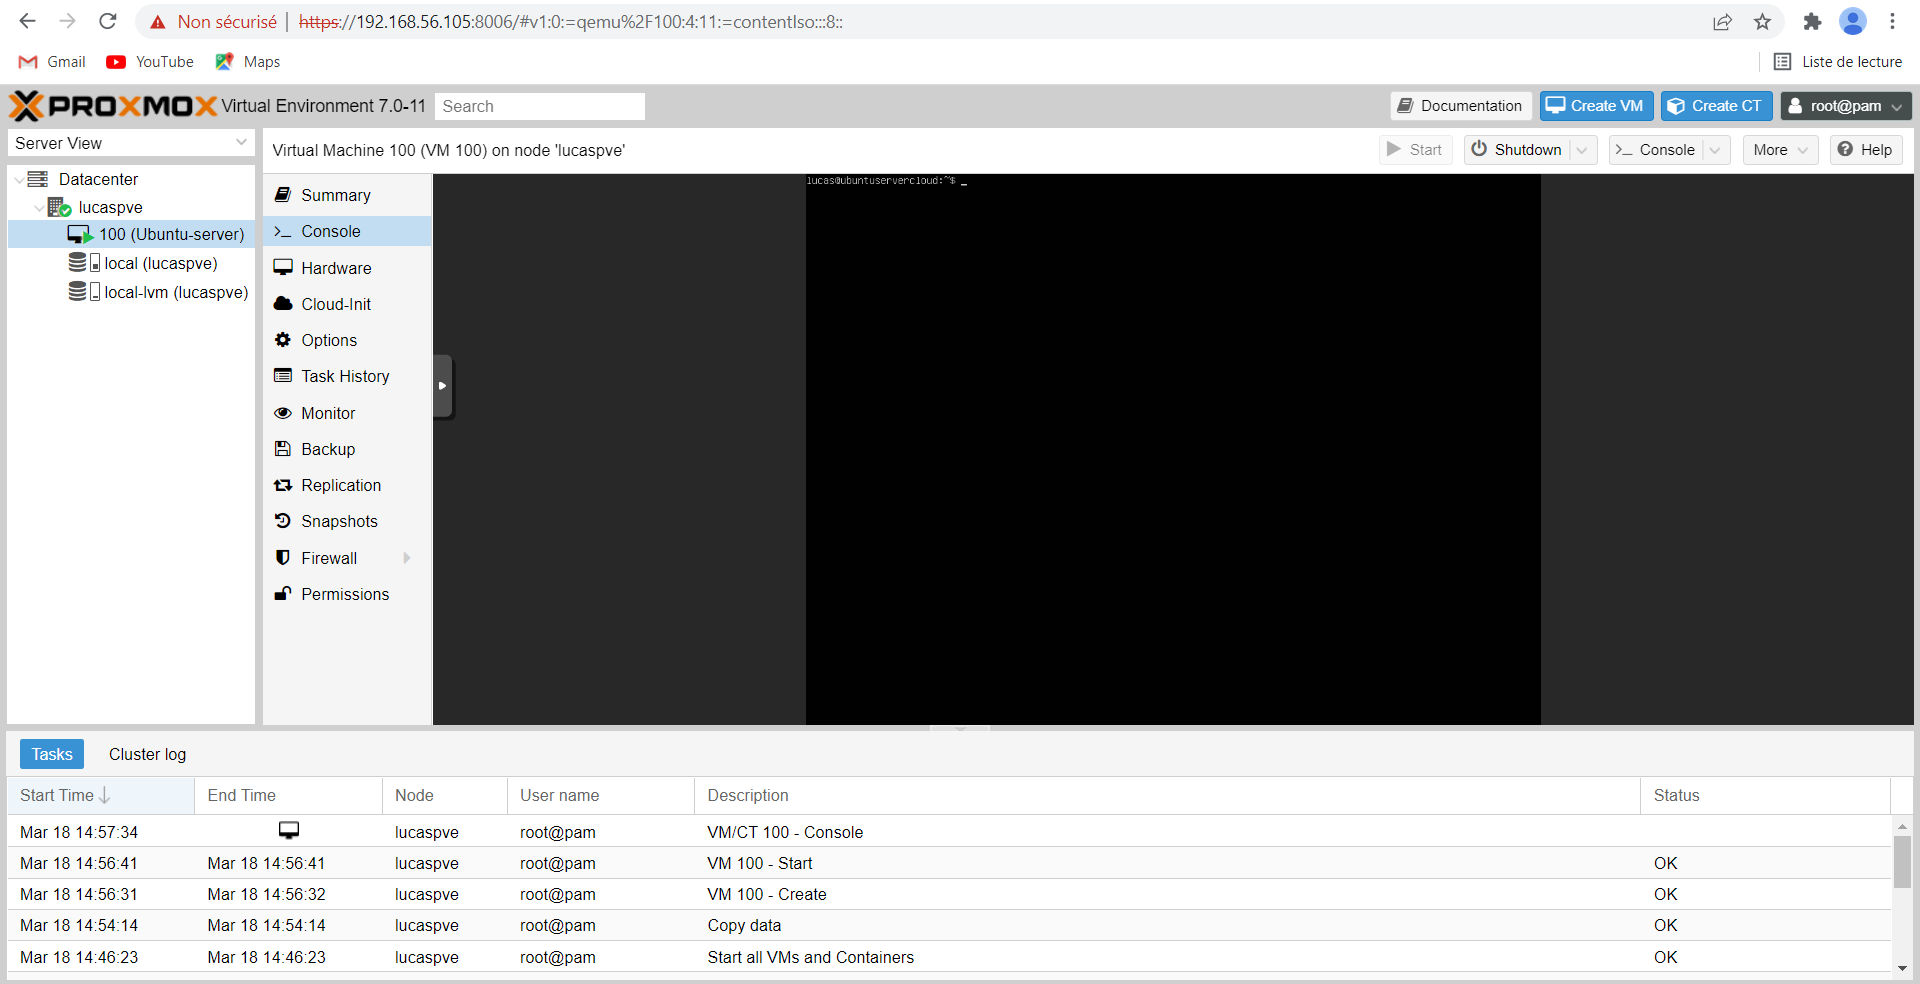 Non sécurisé | https://192.168.56.105:8006/#v1:0:=qemu%2F100:4:11:=contentIso:::8::
Gmail YouTube Maps Liste de lecture
PROXMOX Virtual Environment 7.0-11 Search Documentation Create VM Create CT root@pam
Server View
Virtual Machine 100 (VM 100) on node 'lucaspve' Start Shutdown Console More Help
Datacenter
lucaspve
100 (Ubuntu-server)
local (lucaspve)
local-lvm (lucaspve)
Summary
Console
Hardware
Cloud-Init
Options
Task History
Monitor
Backup
Replication
Snapshots
Firewall
Permissions
lucas@ubuntuservercloud:~$ _
Tasks Cluster log
Start Time End Time Node User name Description Status
Mar 18 14:57:34 lucaspve root@pam VM/CT 100 - Console
Mar 18 14:56:41 Mar 18 14:56:41 lucaspve root@pam VM 100 - Start OK
Mar 18 14:56:31 Mar 18 14:56:32 lucaspve root@pam VM 100 - Create OK
Mar 18 14:54:14 Mar 18 14:54:14 lucaspve root@pam Copy data OK
Mar 18 14:46:23 Mar 18 14:46:23 lucaspve root@pam Start all VMs and Containers OK